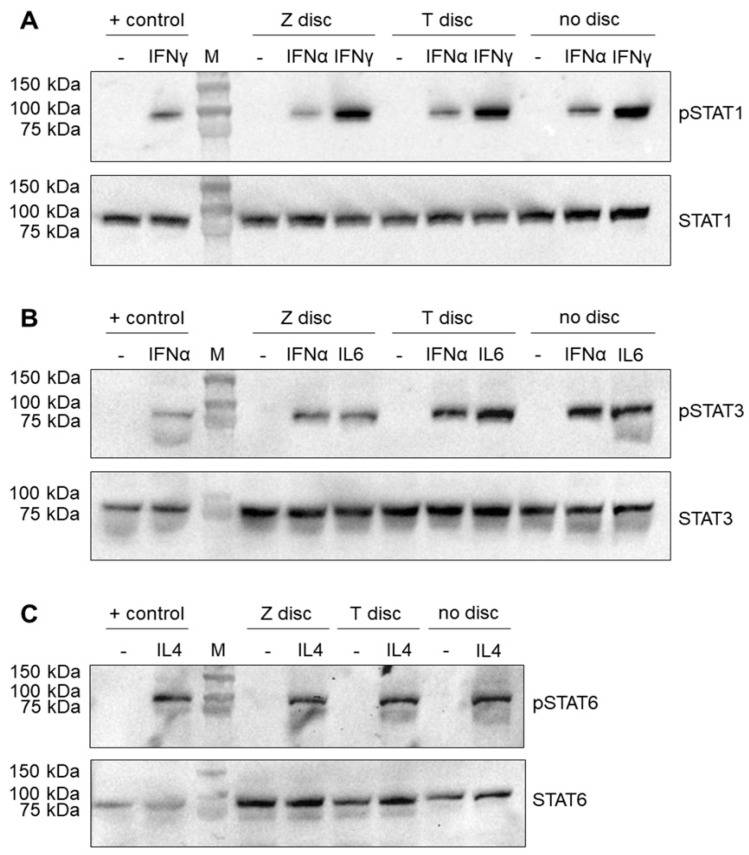 A
+ control Z disc T disc no disc
- IFNγ M - IFNα IFNγ - IFNα IFNγ - IFNα IFNγ
150 kDa
100 kDa
75 kDa
pSTAT1
150 kDa
100 kDa
75 kDa
STAT1
B
+ control Z disc T disc no disc
- IFNα M - IFNα IL6 - IFNα IL6 - IFNα IL6
150 kDa
100 kDa
75 kDa
pSTAT3
100 kDa
75 kDa
STAT3
C
+ control Z disc T disc no disc
- IL4 M - IL4 - IL4 - IL4
150 kDa
100 kDa
75 kDa
pSTAT6
150 kDa
100 kDa
75 kDa
STAT6